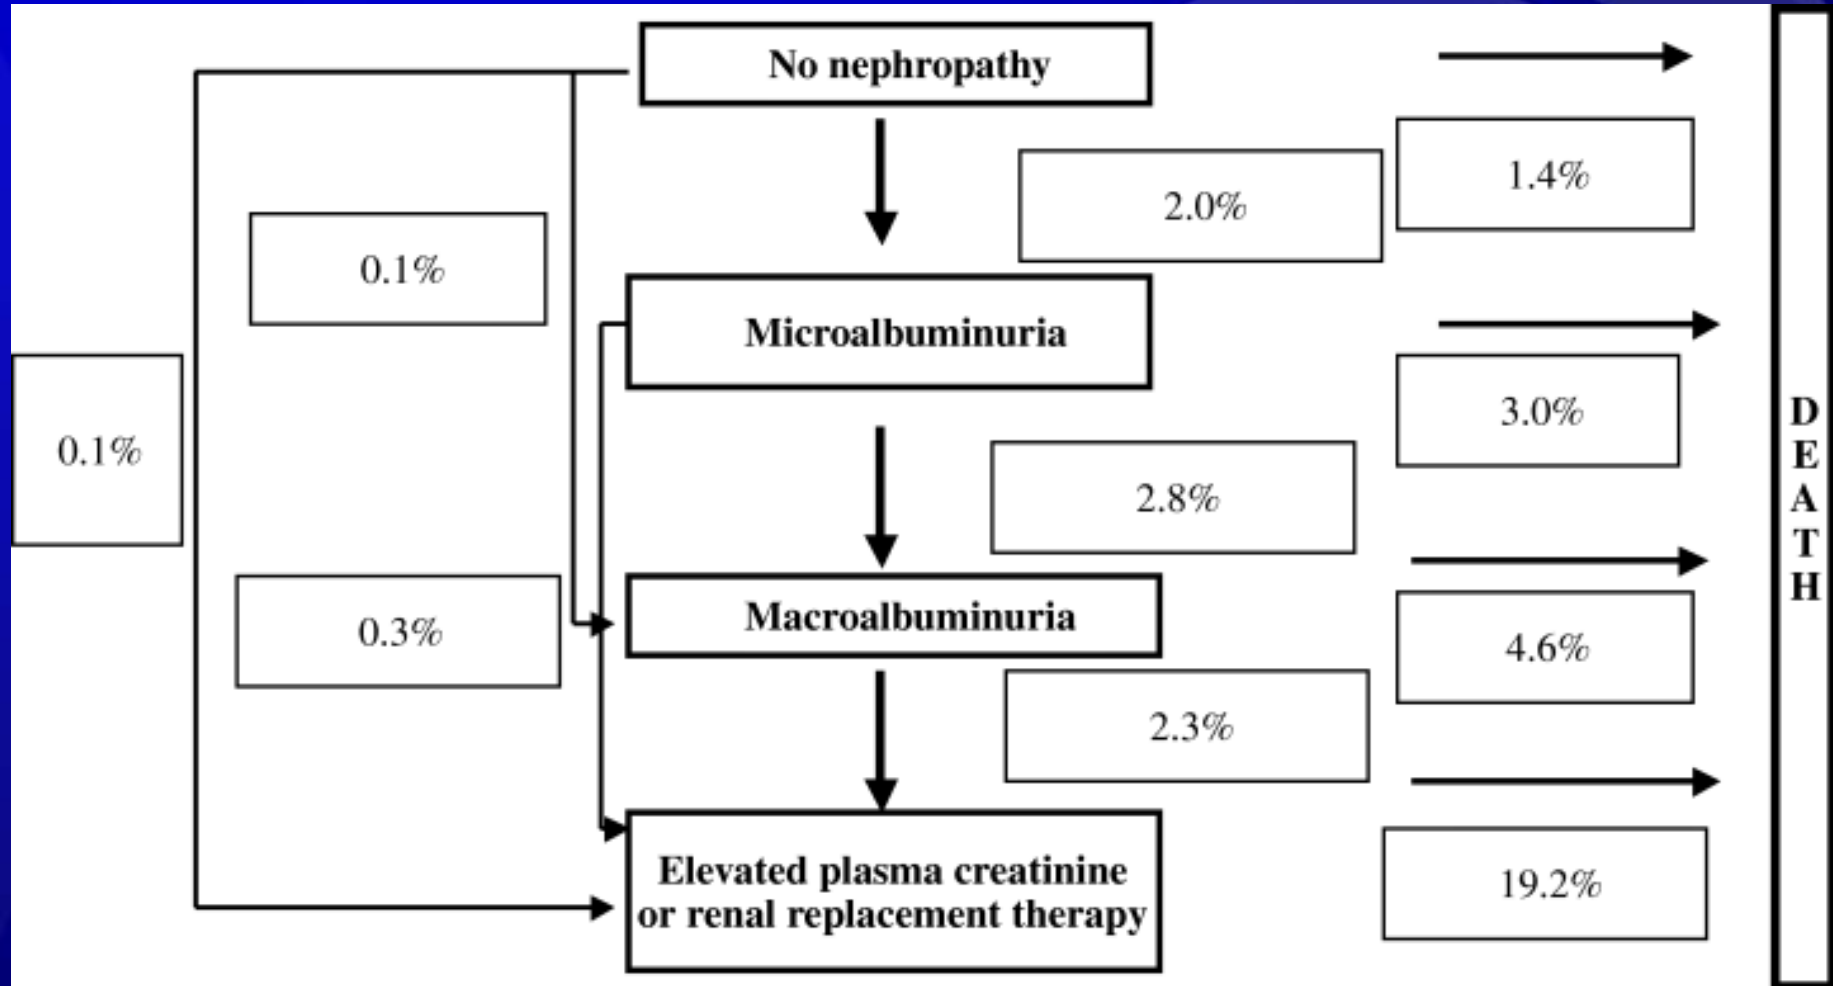 No nephropathy
1.4%
2.0%
0.1%
Microalbuminuria
3.0%
0.1%
2.8%
D
E
A
T
H
Macroalbuminuria
0.3%
4.6%
2.3%
Elevated plasma creatinine
or renal replacement therapy
19.2%